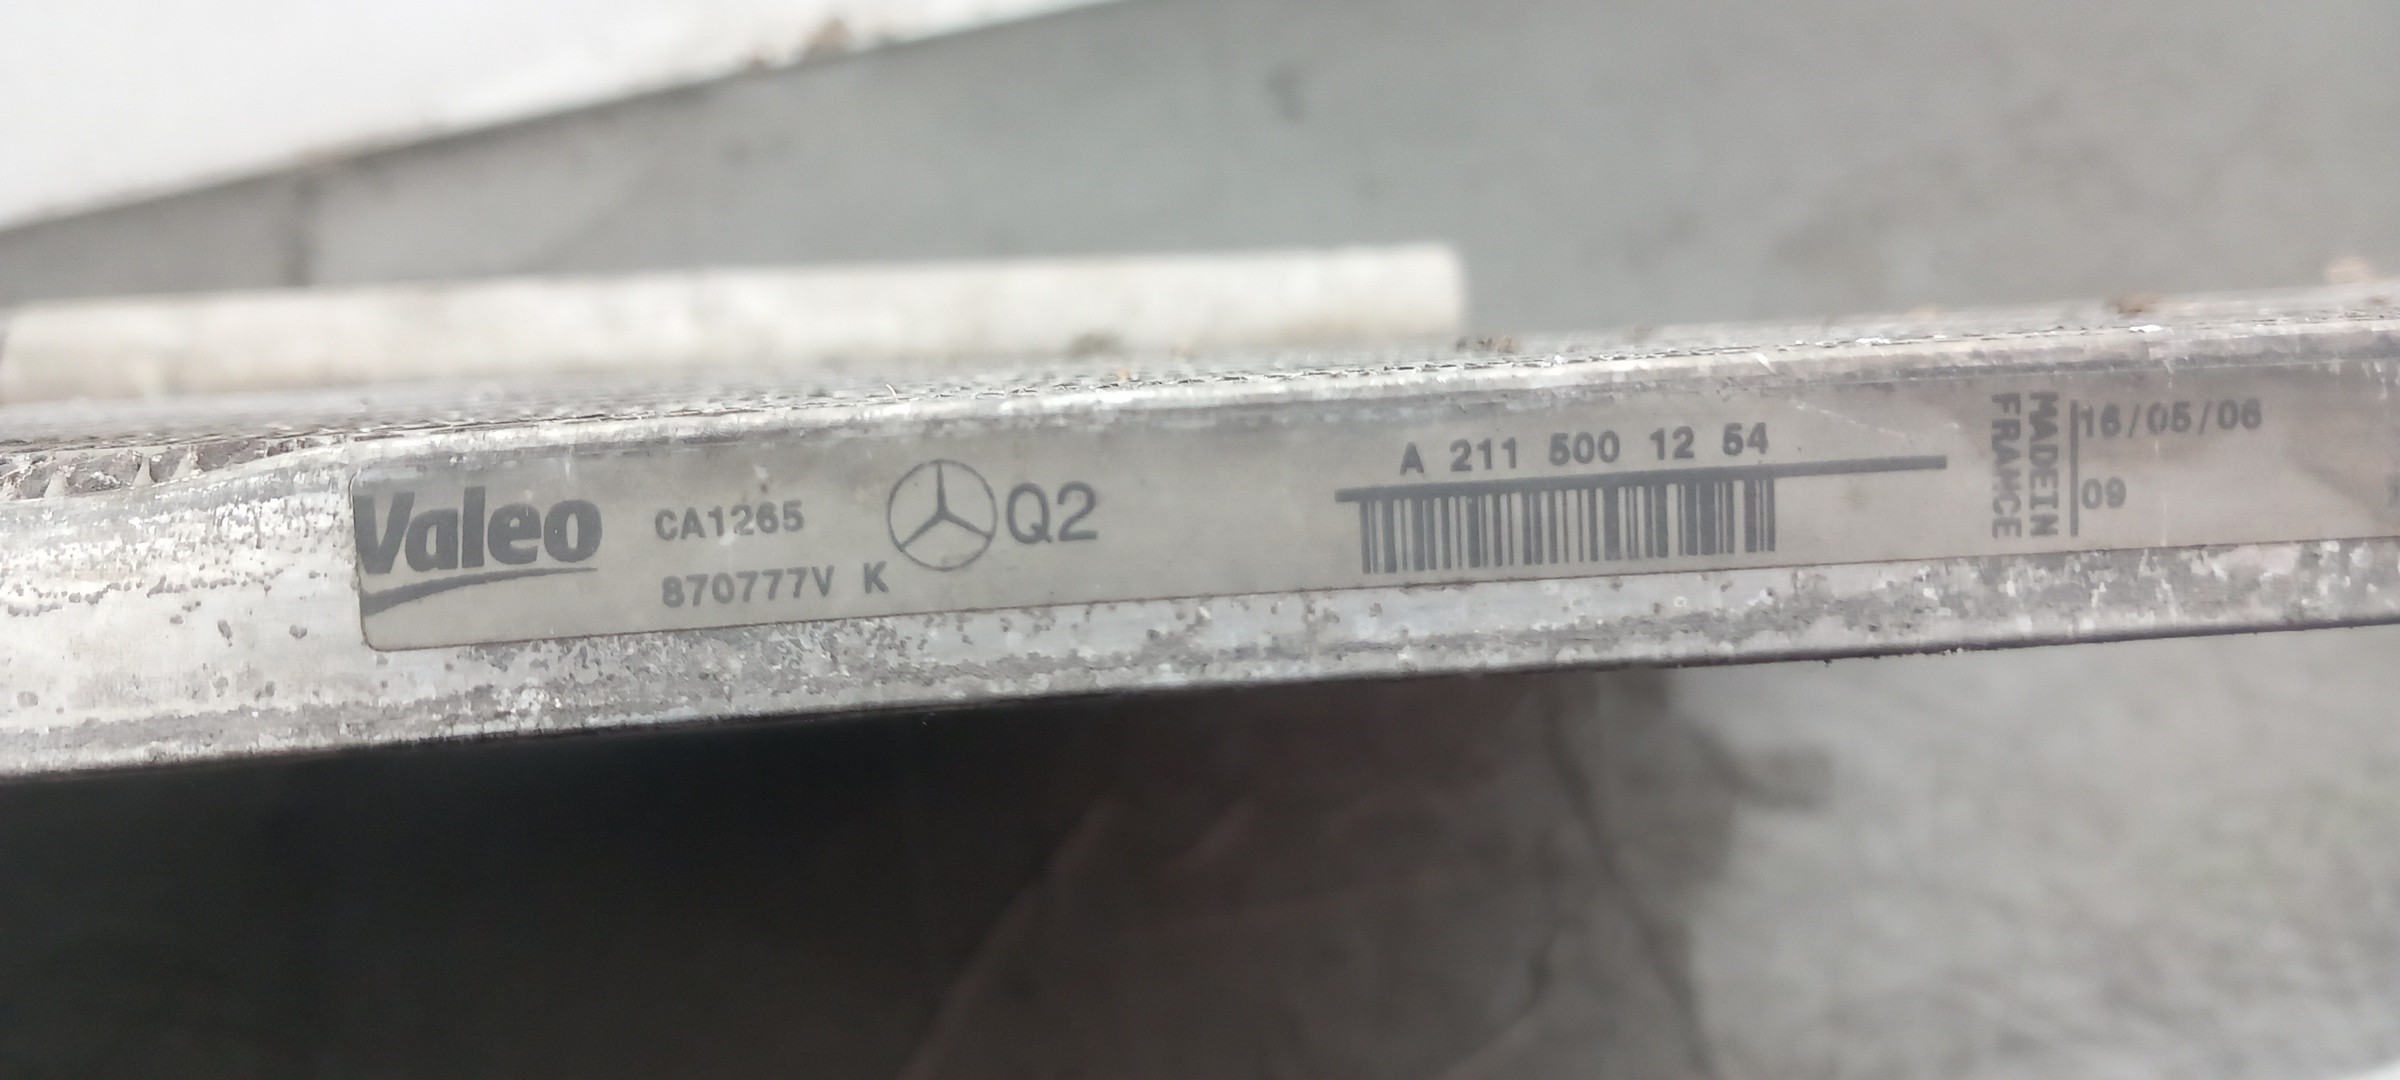 Valeo
CA1265
870777V K
Q2
A 211 500 12 54
MADE IN
FRANCE
16/05/06
09